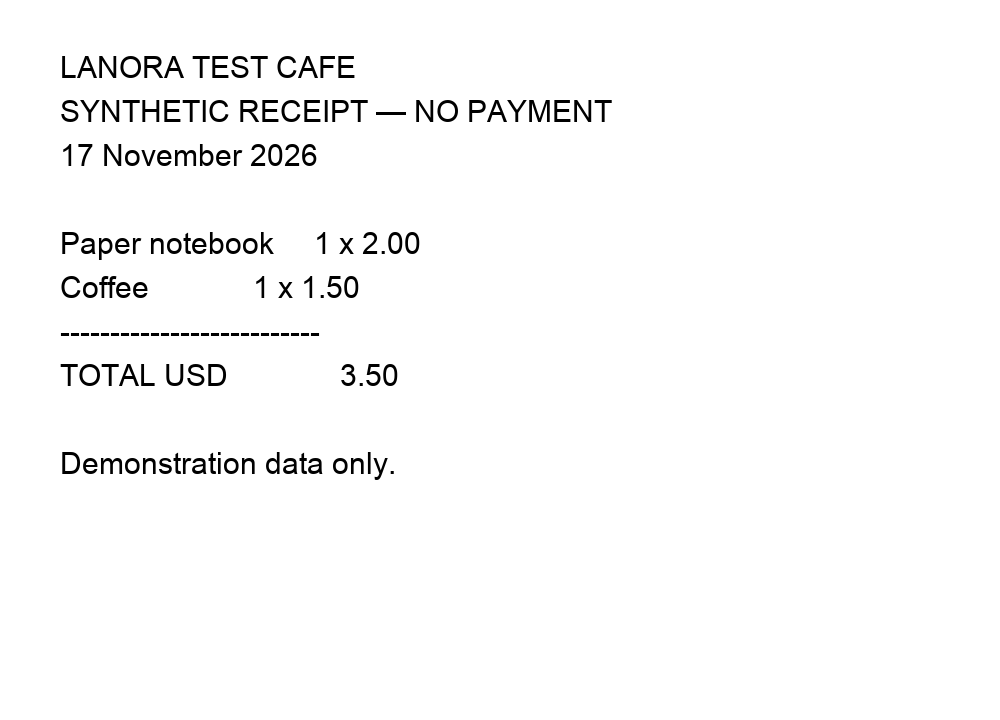 LANORA TEST CAFE
SYNTHETIC RECEIPT — NO PAYMENT
17 November 2026
Paper notebook     1 x 2.00
Coffee             1 x 1.50
--------------------------
TOTAL USD              3.50
Demonstration data only.